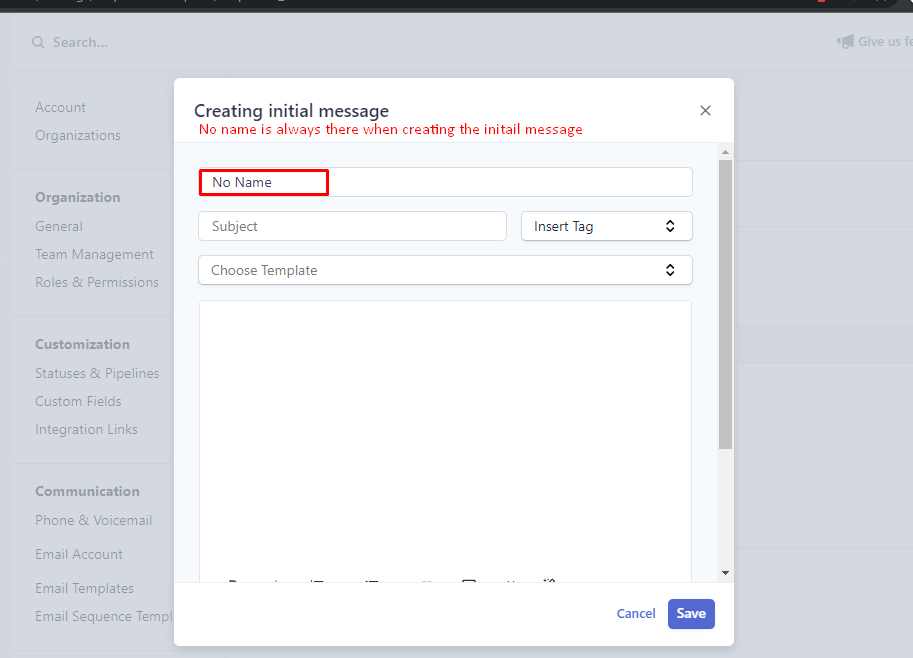 Search...
Give us
Account
Organizations
Organization
General
Team Management
Roles & Permissions
Customization
Statuses & Pipelines
Custom Fields
Integration Links
Communication
Phone & Voicemail
Email Account
Email Templates
Email Sequence
Creating initial message
No name is always there when creating the initail message
No Name
Subject
Insert Tag
Choose Template
Cancel
Save